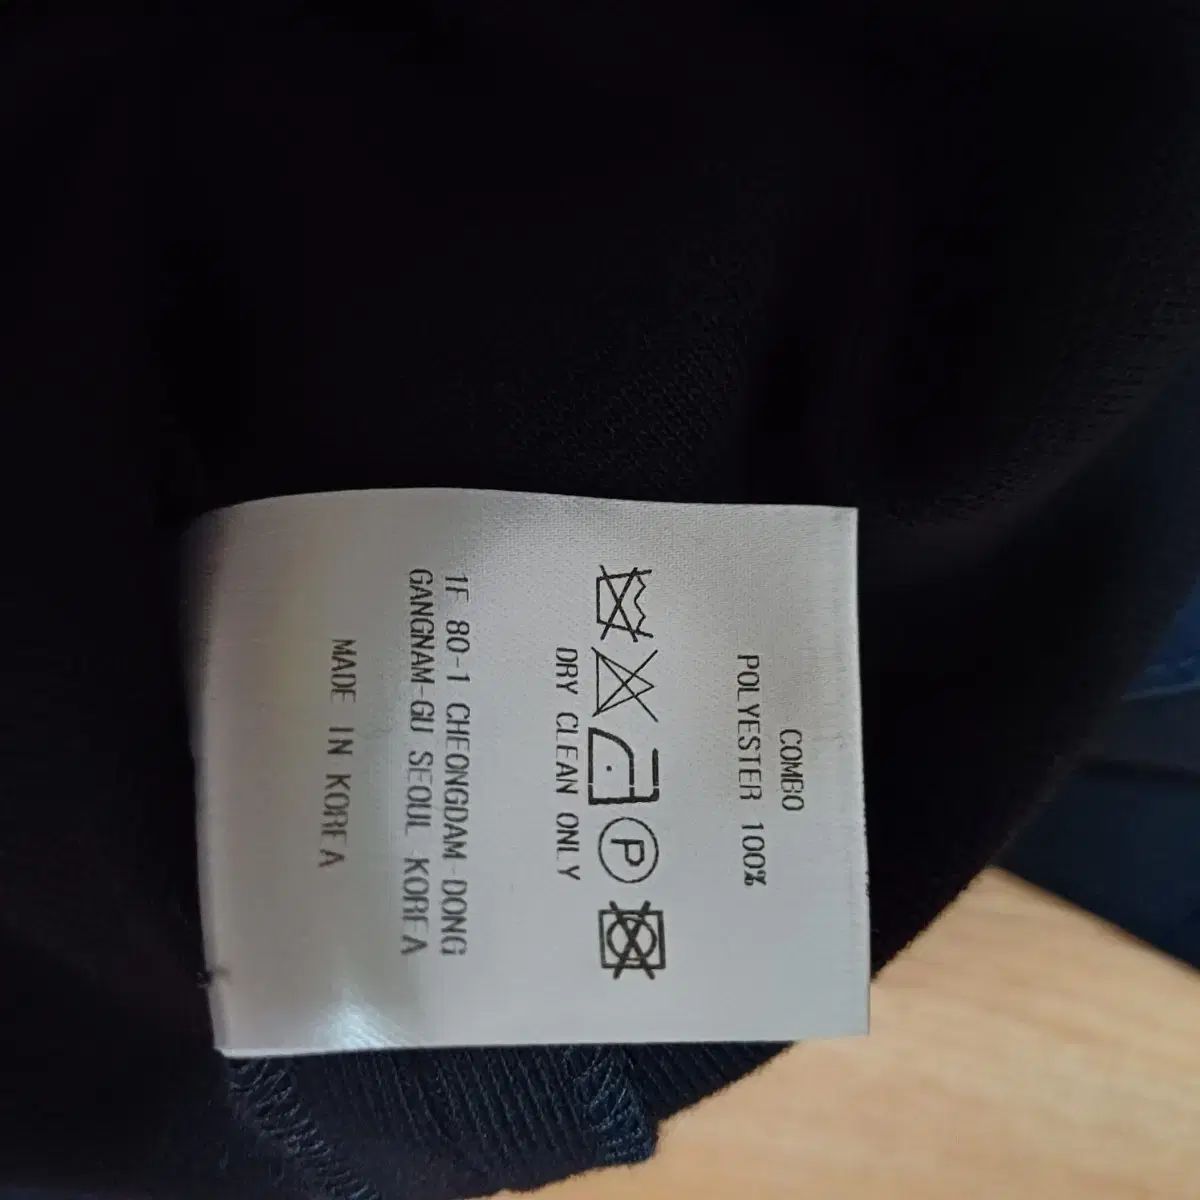 COMBO
POLYESTER 100%
P
DRY CLEAN ONLY
1F 80-1 CHEONGDAM-DONG
GANGNAM-GU SEOUL KOREA
MADE IN KOREA